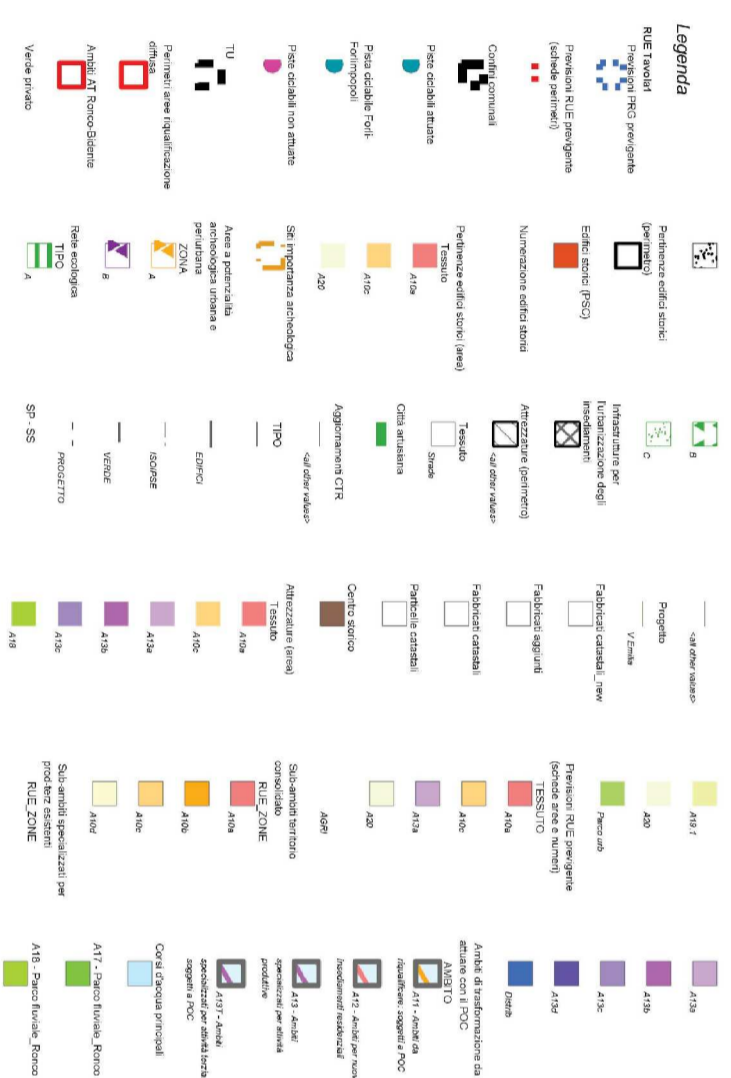 Legenda
RUE Tavola1
Previsioni PRG previgente
Previsioni RUE previgente
(schede perimetri)
Confini comunali
Piste ciclabili attuate
Pista ciclabile Forlì-
Forlimpopoli
Piste ciclabili non attuate
TU
Perimetri aree riqualificazione
diffusa
Ambiti AT Ronco-Bidente
Verde privato
Pertinenze edifici storici
(perimetro)
Edifici storici (PSC)
Numerazione edifici storici
Pertinenze edifici storici (area)
Tessuto
A10a
A10c
A20
Siti importanza archeologica
Aree a potenzialità
archeologica urbana e
periurbana
ZONA
A
B
Rete ecologica
TIPO
A
B
C
Infrastrutture per
l'urbanizzazione degli
insediamenti
Attrezzature (perimetro)
<all other values>
Tessuto
Strade
Città artusiana
Aggiornamenti CTR
<all other values>
TIPO
EDIFICI
ISOIPSE
VERDE
PROGETTO
SP - SS
<all other values>
Progetto
V Emilia
Fabbricati catastali_new
Fabbricati aggiunti
Fabbricati catastali
Particelle catastali
Centro storico
Attrezzature (area)
Tessuto
A10a
A10c
A13a
A13b
A13c
A18
A19.1
A20
Parco urb
Previsioni RUE previgente
(schede aree e numeri)
TESSUTO
A10a
A10c
A13a
A20
AGRI
Sub-ambiti territorio
consolidato
RUE_ZONE
A10a
A10b
A10c
A10d
Sub-ambiti specializzati per
prod-terz esistenti
RUE_ZONE
A13a
A13b
A13c
A13d
Distrib
Ambiti di trasformazione da
attuare con il POC
AMBITO
A11 - Ambiti da
riqualificare, soggetti a POC
A12 - Ambiti per nuovi
insediamenti residenziali
A13 - Ambiti
specializzati per attività
produttive
A13T - Ambiti
specializzati per attività terziarie
soggetti a POC
Corsi d'acqua principali
A17 - Parco fluviale_Ronco
A18 - Parco fluviale_Ronco